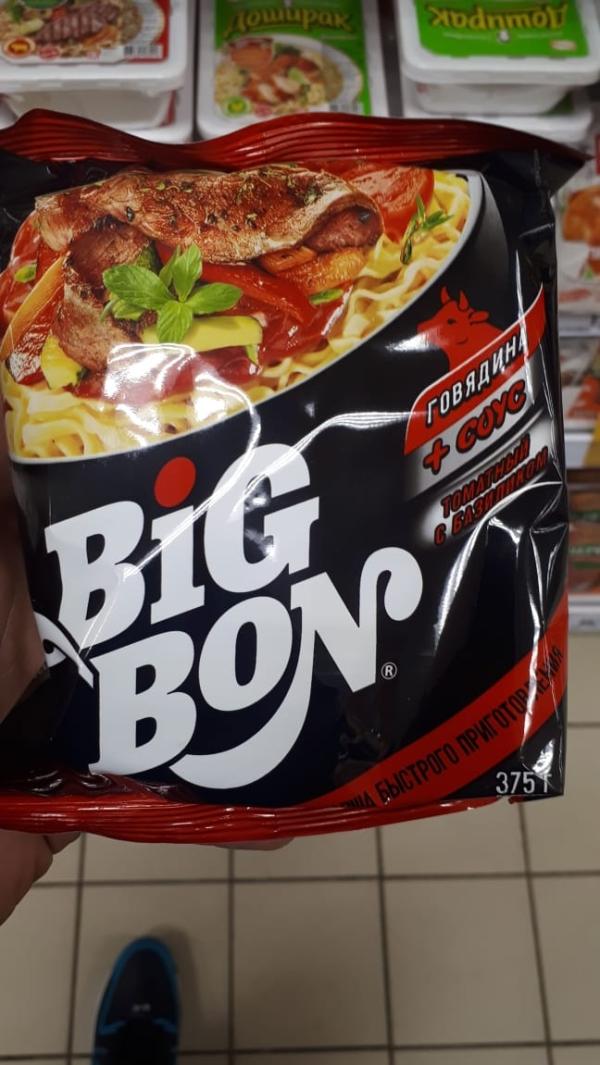 Доширак
Доширак
ГОВЯДИНА
+ СОУС
ТОМАТНЫЙ
С БАЗИЛИКОМ
BiG
BON®
БЫСТРОГО ПРИГОТОВЛЕНИЯ
375 Г